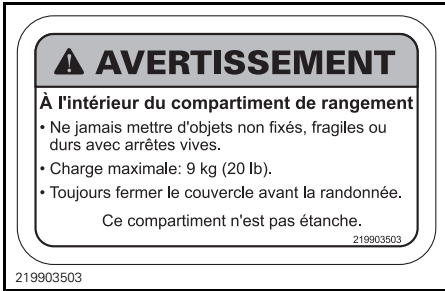 AVERTISSEMENT
À l'intérieur du compartiment de rangement
• Ne jamais mettre d'objets non fixés, fragiles ou
durs avec arrêtes vives.
• Charge maximale: 9 kg (20 lb).
• Toujours fermer le couvercle avant la randonnée.
Ce compartiment n'est pas étanche.
219903503
219903503